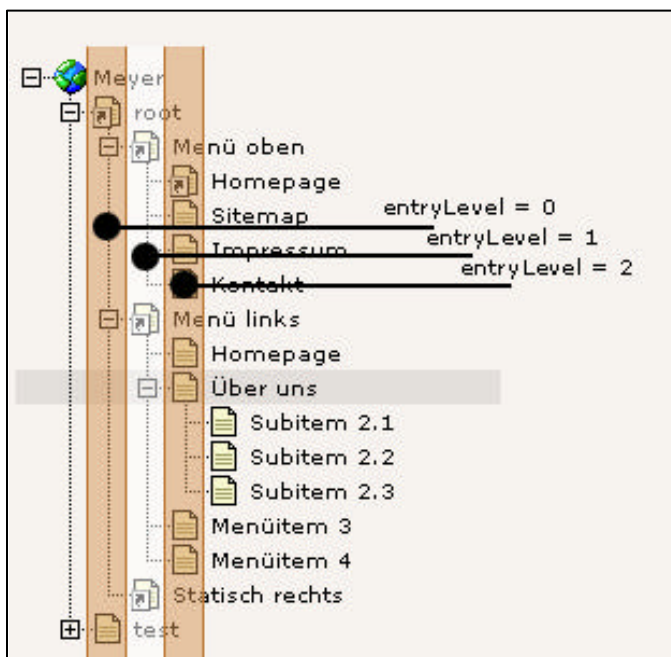 Meyer
root
Menü oben
Homepage
Sitemap
entryLevel = 0
Impressum
entryLevel = 1
Kontakt
entryLevel = 2
Menü links
Homepage
Über uns
Subitem 2.1
Subitem 2.2
Subitem 2.3
Menüitem 3
Menüitem 4
Statisch rechts
test